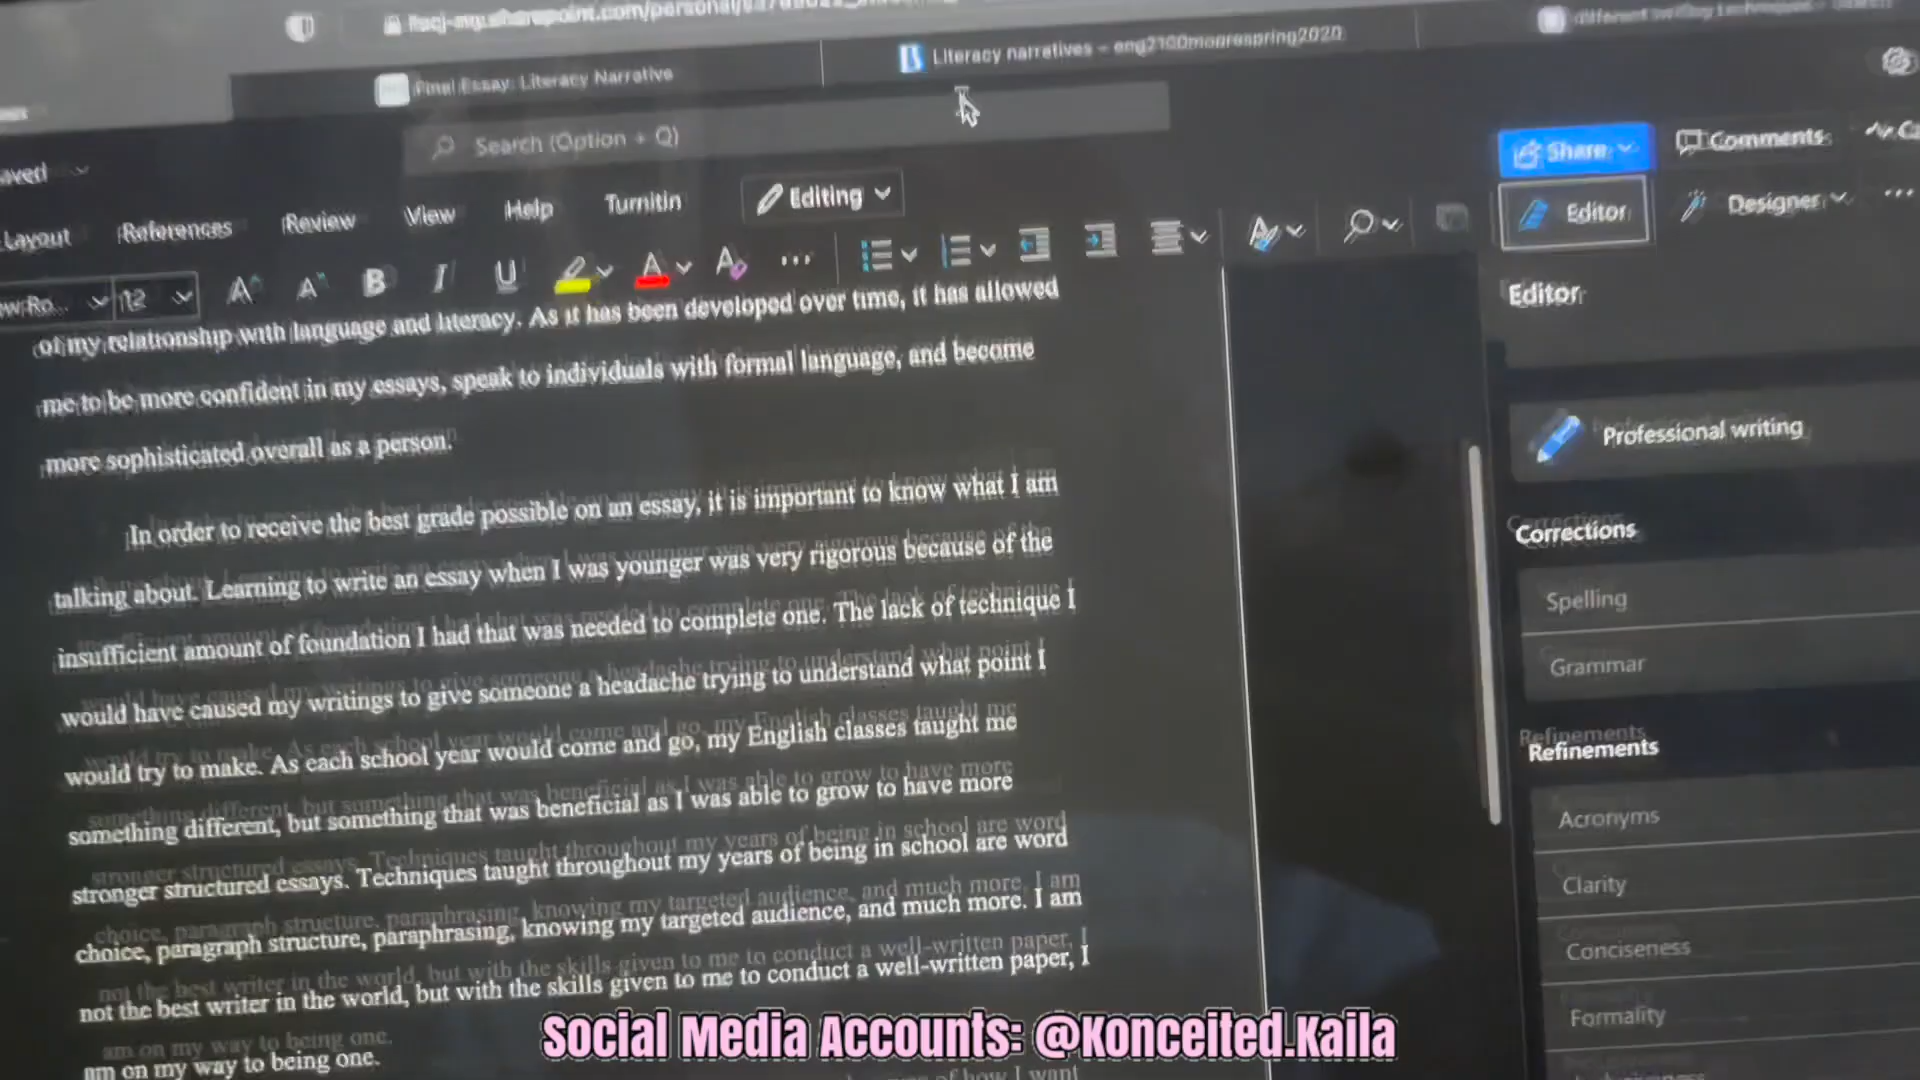 Final Essay: Literacy Narrative
Literacy narratives – eng2100moorespring2020
Search (Option + Q)
Share
Comments
Layout
References
Review
View
Help
Turnitin
Editing
Editor
Designer
12
Editor
of my relationship with language and literacy. As it has been developed over time, it has allowed
me to be more confident in my essays, speak to individuals with formal language, and become
more sophisticated overall as a person.
In order to receive the best grade possible on an essay, it is important to know what I am
talking about. Learning to write an essay when I was younger was very rigorous because of the
insufficient amount of foundation I had that was needed to complete one. The lack of technique I
would have caused my writings to give someone a headache trying to understand what point I
would try to make. As each school year would come and go, my English classes taught me
something different, but something that was beneficial as I was able to grow to have more
stronger structured essays. Techniques taught throughout my years of being in school are word
choice, paragraph structure, paraphrasing, knowing my targeted audience, and much more. I am
not the best writer in the world, but with the skills given to me to conduct a well-written paper, I
am on my way to being one.
of how I want
Professional writing
Corrections
Spelling
Grammar
Refinements
Acronyms
Clarity
Conciseness
Formality
Social Media Accounts: @Konceited.Kaila